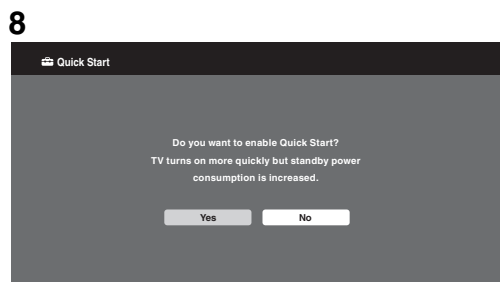 8
Quick Start
Do you want to enable Quick Start?
TV turns on more quickly but standby power
consumption is increased.
Yes No